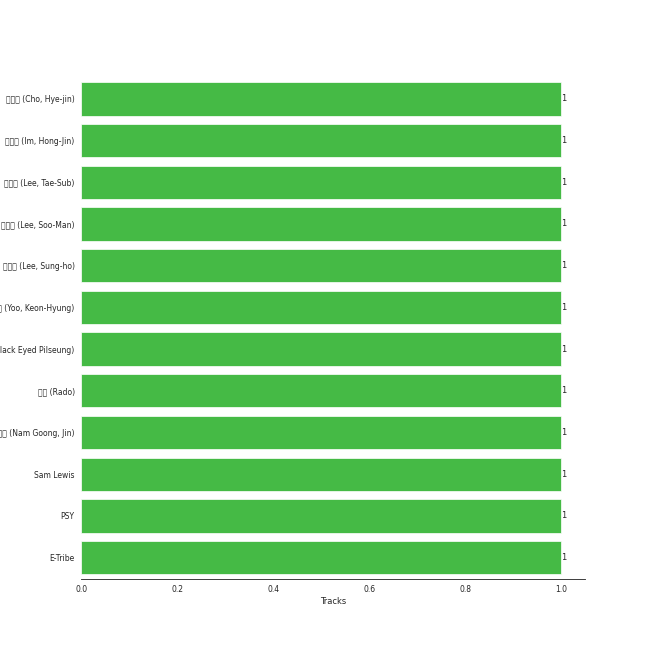 (Cho, Hye-jin) 1
(Im, Hong-Jin) 1
(Lee, Tae-Sub) 1
(Lee, Soo-Man) 1
(Lee, Sung-ho) 1
(Yoo, Keon-Hyung) 1
lack Eyed Pilseung) 1
(Rado) 1
(Nam Goong, Jin) 1
Sam Lewis 1
PSY 1
E-Tribe 1
0.0 0.2 0.4 0.6 0.8 1.0
Tracks